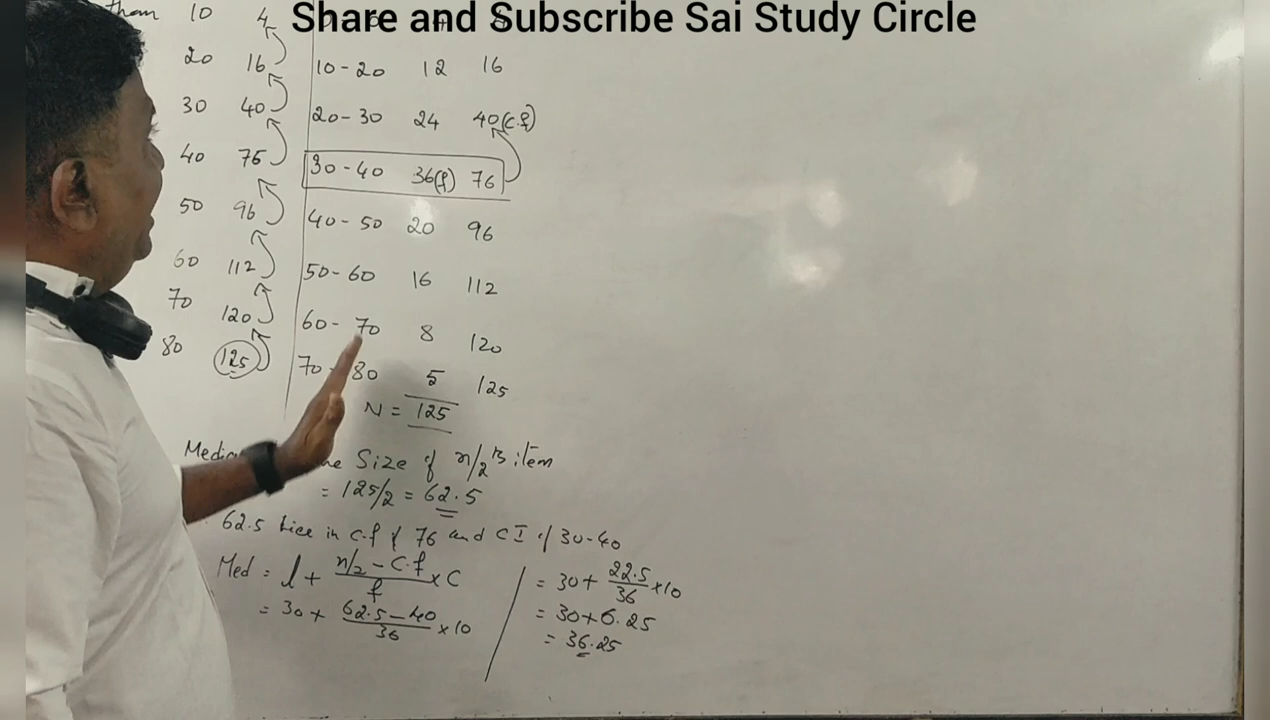 Share and Subscribe Sai Study Circle
them 10 4
20 16 10-20 12 16
30 40 20-30 24 40(c.f)
40 76 30-40 36(f) 76
50 96 40-50 20 96
60 112 50-60 16 112
70 120 60-70 8 120
80 125 70-80 5 125
N = 125
Size of n/2th item
= 125/2 = 62.5
62.5 lies in c.f of 76 and CI of 30-40
Med = l + n/2 - c.f / f × C
= 30 + 62.5-40 / 36 × 10
= 30 + 22.5 / 36 × 10
= 30 + 6.25
= 36.25